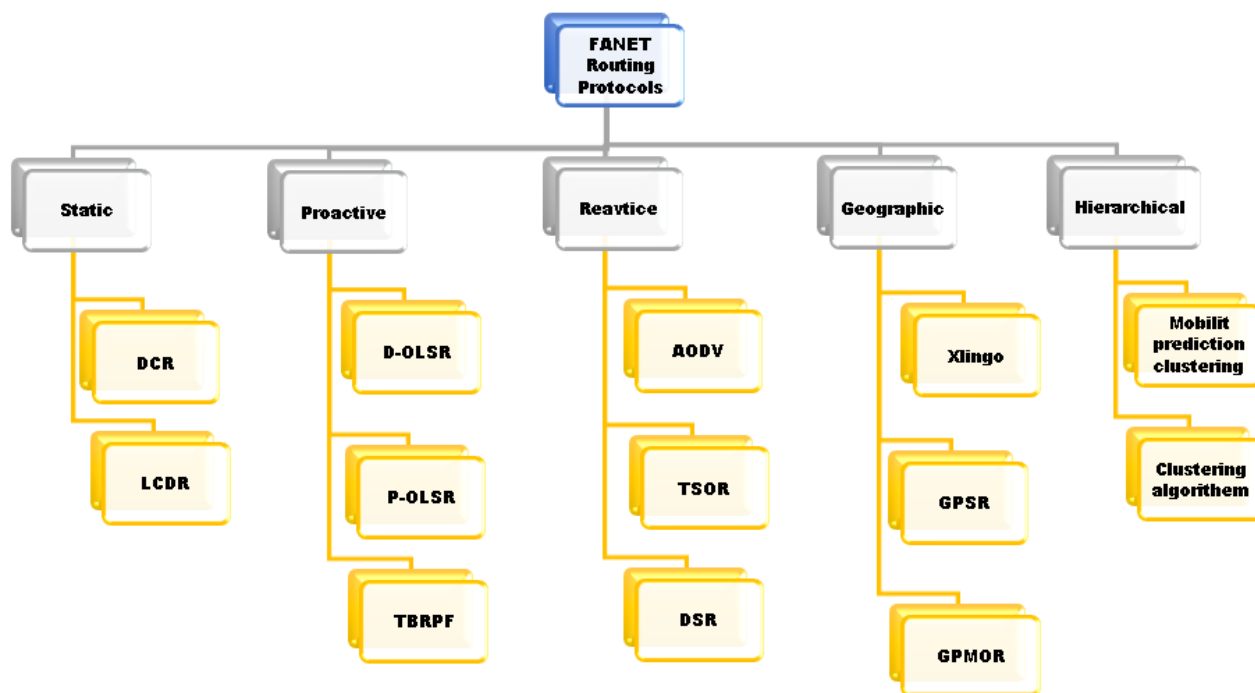 FANET
Routing
Protocols
Static
Proactive
Reavtice
Geographic
Hierarchical
DCR
LCDR
D-OLSR
P-OLSR
TBRPF
AODV
TSOR
DSR
Xlingo
GPSR
GPMOR
Mobilit
prediction
clustering
Clustering
algorithem